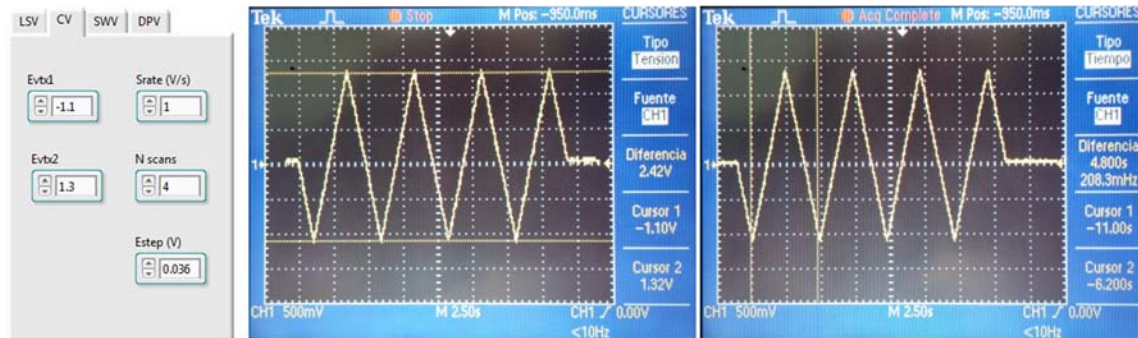 LSV CV SWV DPV
Evtx1
-1.1
Srate (V/s)
1
Evtx2
1.3
N scans
4
Estep (V)
0.036
Tek Stop M Pos: -950.0ms CURSORES
Tipo
Tension
Fuente
CH1
Diferencia
2.42V
Cursor 1
-1.10V
Cursor 2
1.32V
1
CH1 500mV M 2.50s CH1 0.00V
<10Hz
Tek Acq Complete M Pos: -950.0ms CURSORES
Tipo
Tiempo
Fuente
CH1
Diferencia
4.800s
208.3mHz
Cursor 1
-11.00s
Cursor 2
-6.200s
1
CH1 500mV M 2.50s CH1 0.00V
<10Hz